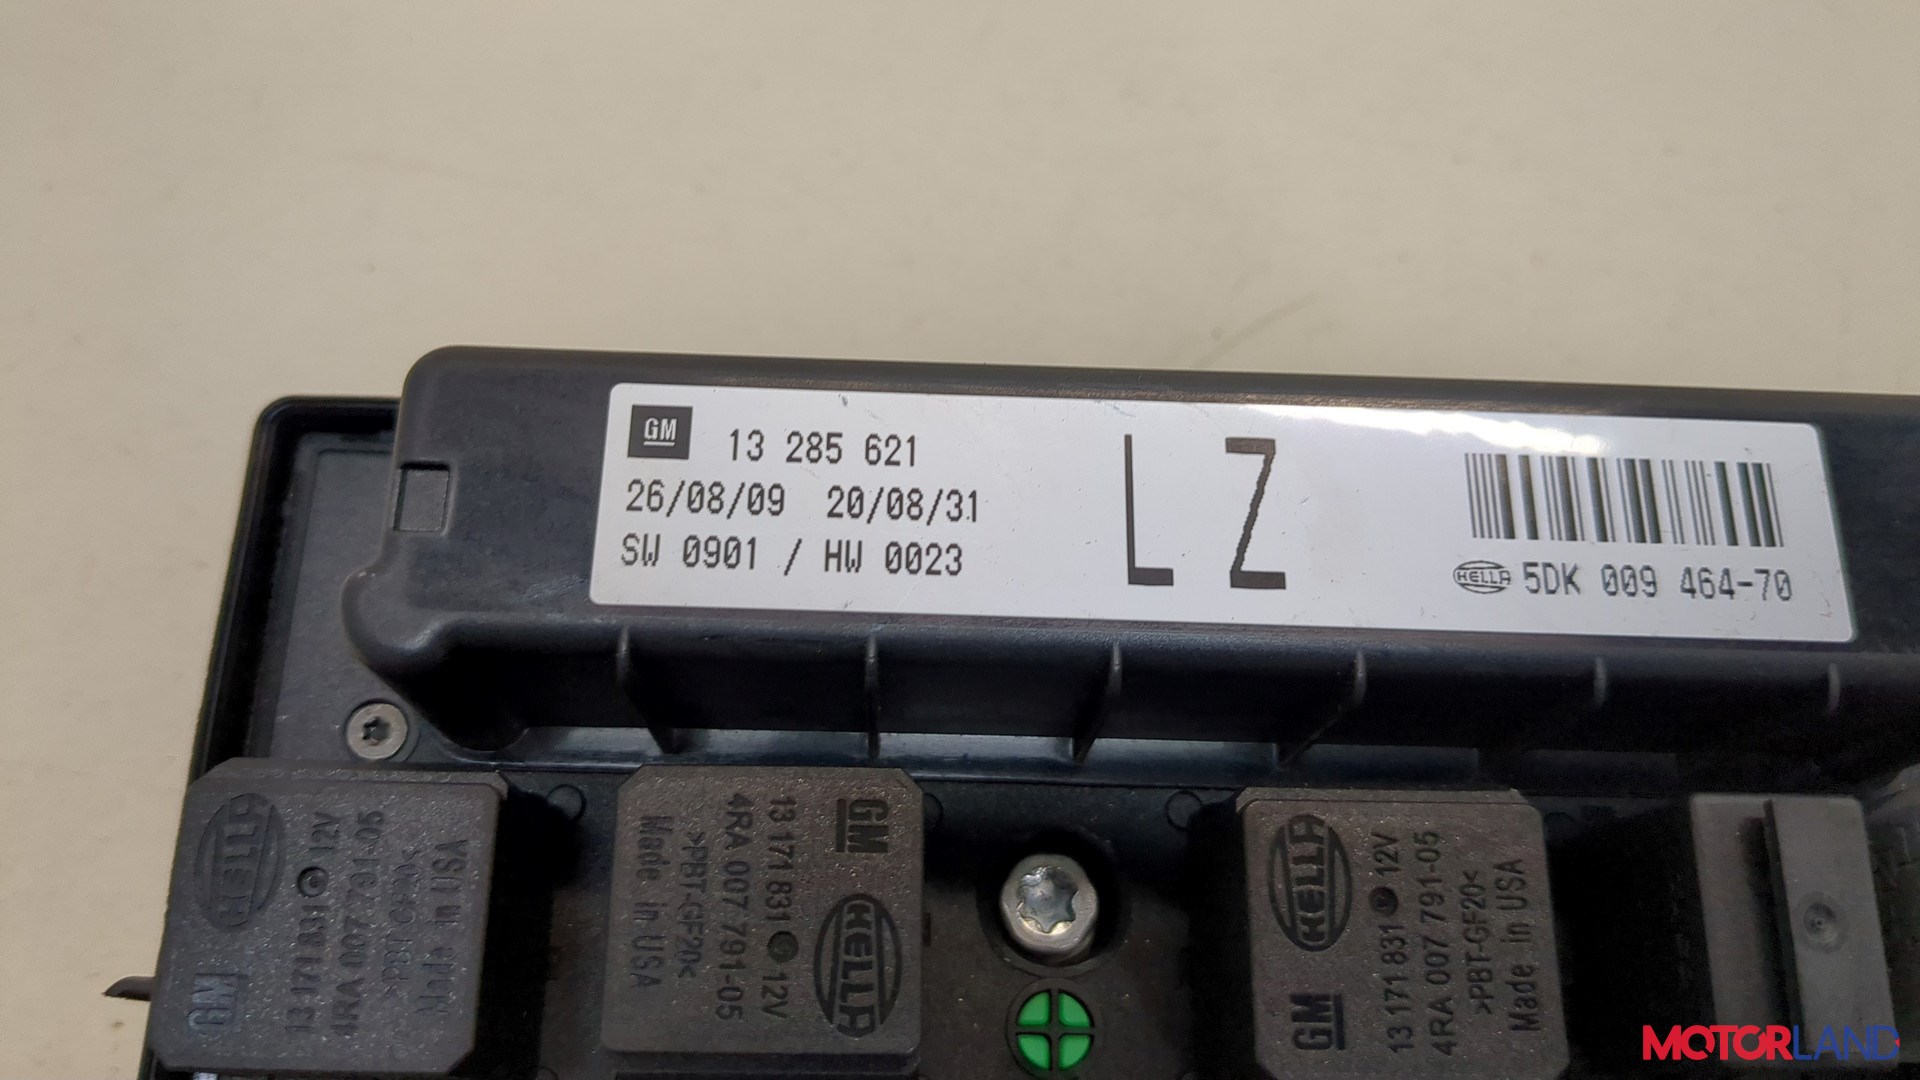 GM 13 285 621
26/08/09 20/08/31
SW 0901 / HW 0023
LZ
HELLA 5DK 009 464-70
HELLA
12V
13 171 831
4RA 007 791-05
>PBT-GF20<
Made in USA
GM
GM
HELLA
13 171 831 12V
4RA 007 791-05
>PBT-GF20<
Made in USA
HELLA
GM
13 171 831 12V
4RA 007 791-05
>PBT-GF20<
Made in USA
MOTORLAND